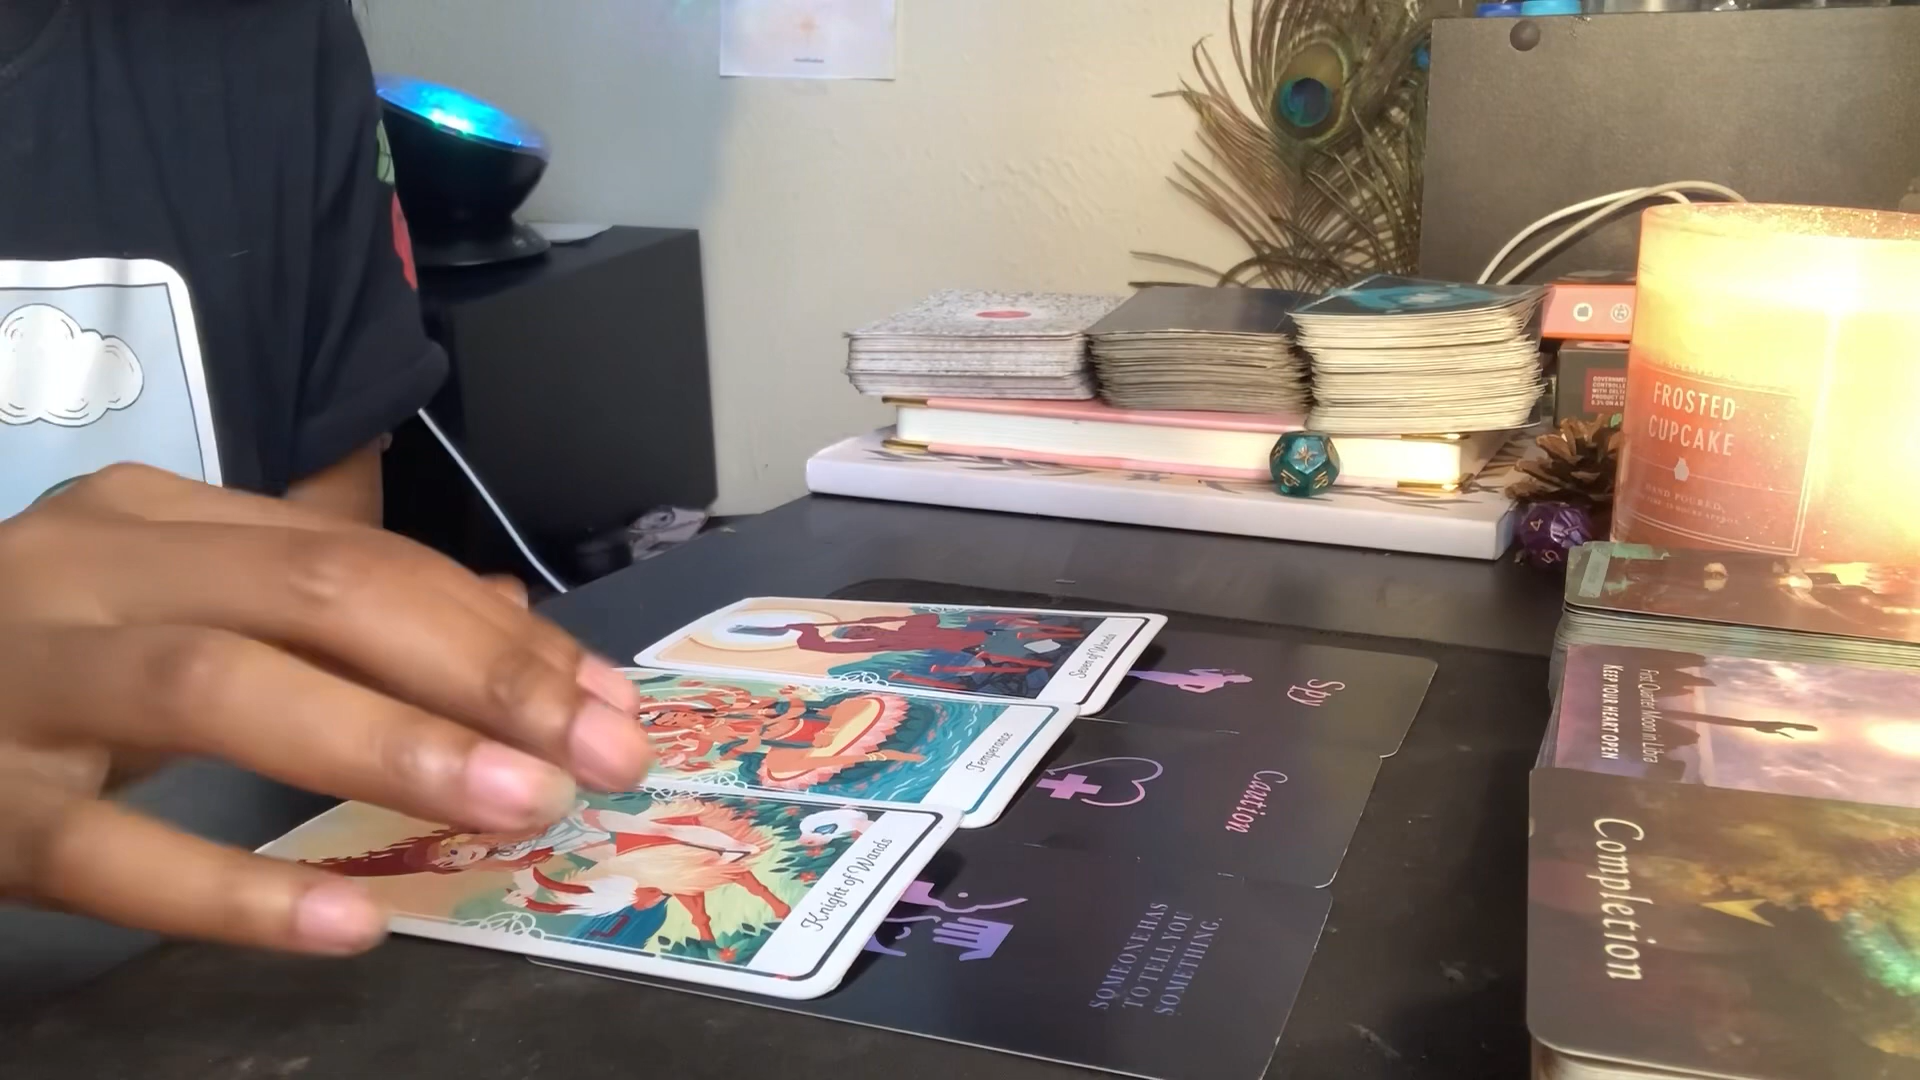 FROSTED
CUPCAKE
HAND POURED
Seven of Wands
Spy
Temperance
Caution
Knight of Wands
SOMEONE HAS
TO TELL YOU
SOMETHING.
First Quarter Moon in Libra
KEEP YOUR HEART OPEN
Completion